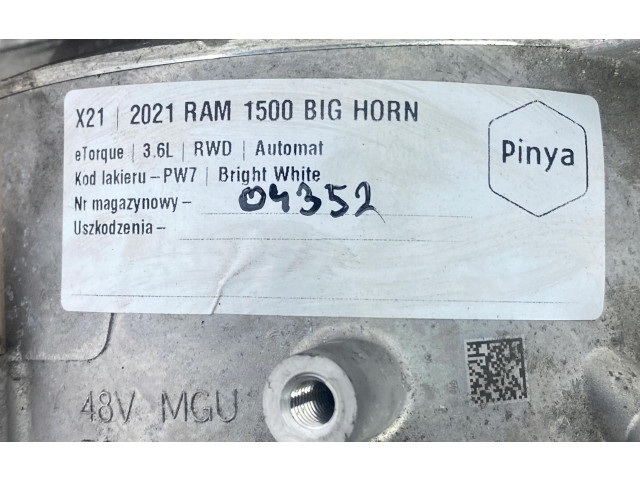 X21 | 2021 RAM 1500 BIG HORN
eTorque | 3.6L | RWD | Automat
Kod lakieru – PW7 | Bright White
Nr magazynowy – 04352
Uszkodzenia –
Pinya
48V MGU